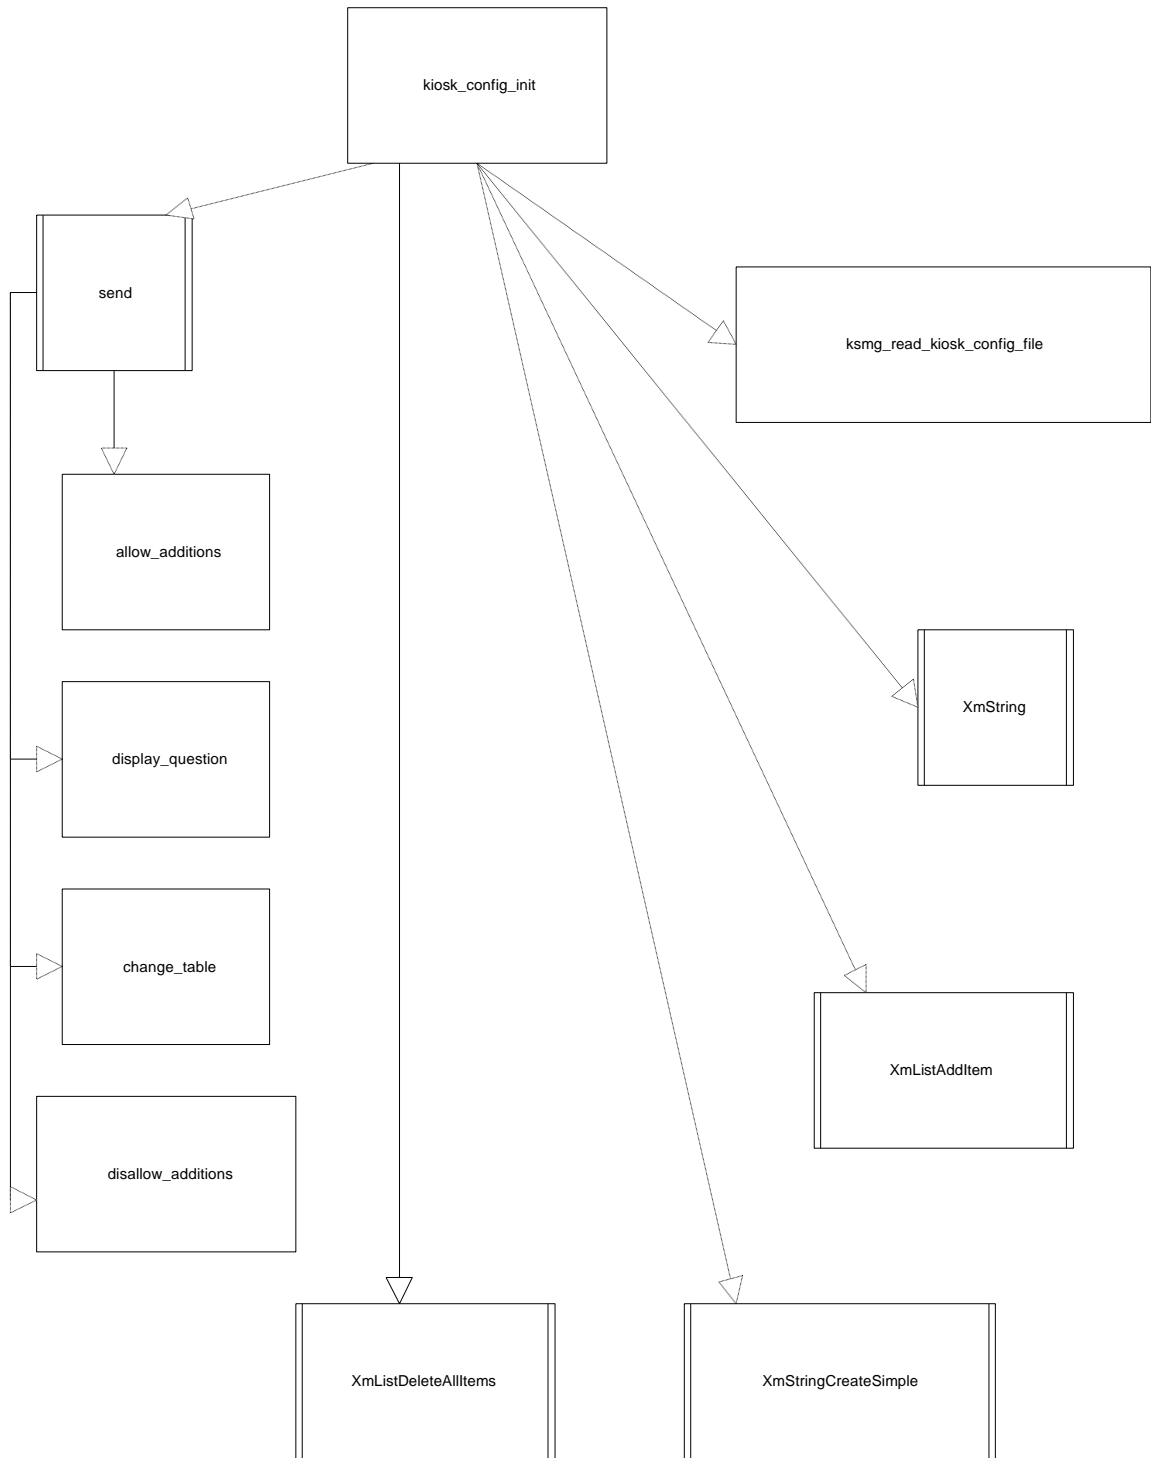 kiosk_config_init
send
ksmg_read_kiosk_config_file
allow_additions
XmString
display_question
change_table
XmListAddItem
disallow_additions
XmListDeleteAllItems
XmStringCreateSimple